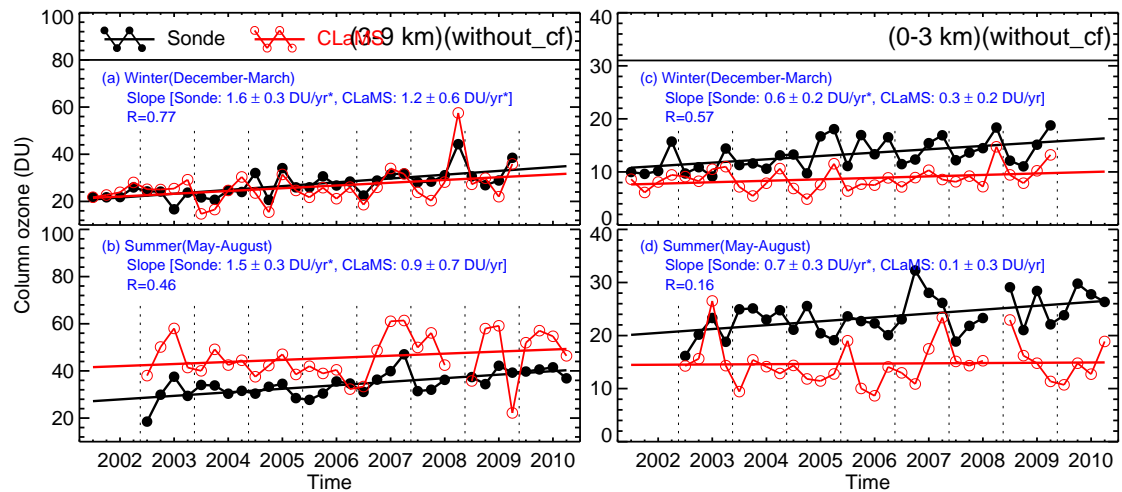 Sonde
CLaMS
(3-9 km)(without_cf)
(a) Winter(December-March)
Slope [Sonde: 1.6 ± 0.3 DU/yr*, CLaMS: 1.2 ± 0.6 DU/yr*]
R=0.77
100
80
60
40
20
(b) Summer(May-August)
Slope [Sonde: 1.5 ± 0.3 DU/yr*, CLaMS: 0.9 ± 0.7 DU/yr]
R=0.46
100
80
60
40
20
Column ozone (DU)
2002 2003 2004 2005 2006 2007 2008 2009 2010
Time
(0-3 km)(without_cf)
(c) Winter(December-March)
Slope [Sonde: 0.6 ± 0.2 DU/yr*, CLaMS: 0.3 ± 0.2 DU/yr]
R=0.57
40
30
20
10
0
(d) Summer(May-August)
Slope [Sonde: 0.7 ± 0.3 DU/yr*, CLaMS: 0.1 ± 0.3 DU/yr]
R=0.16
40
30
20
10
0
2002 2003 2004 2005 2006 2007 2008 2009 2010
Time